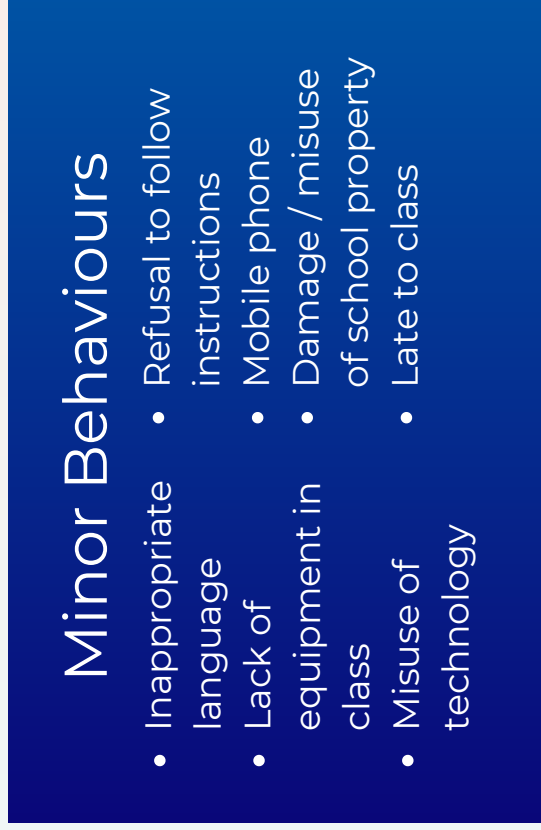 Minor Behaviours
• Inappropriate
language
• Lack of
equipment in
class
• Misuse of
technology
• Refusal to follow
instructions
• Mobile phone
• Damage / misuse
of school property
• Late to class